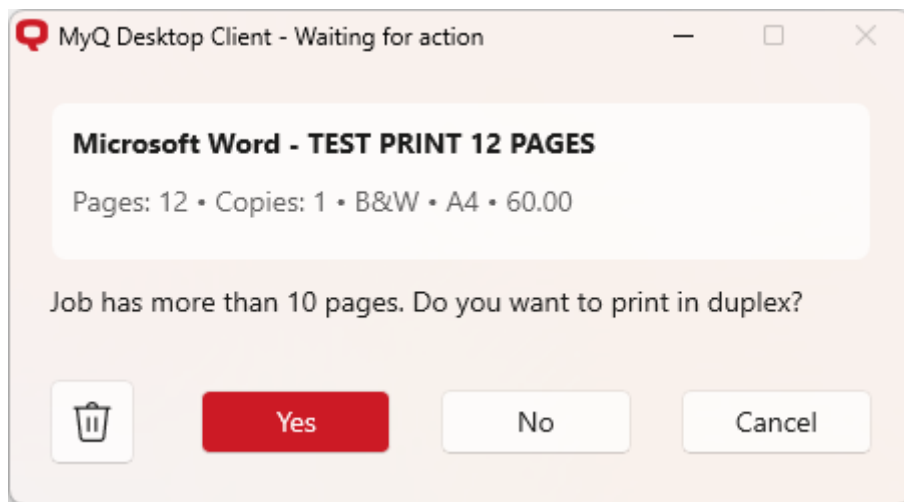 MyQ Desktop Client - Waiting for action
Microsoft Word - TEST PRINT 12 PAGES
Pages: 12 • Copies: 1 • B&W • A4 • 60.00
Job has more than 10 pages. Do you want to print in duplex?
Yes No Cancel